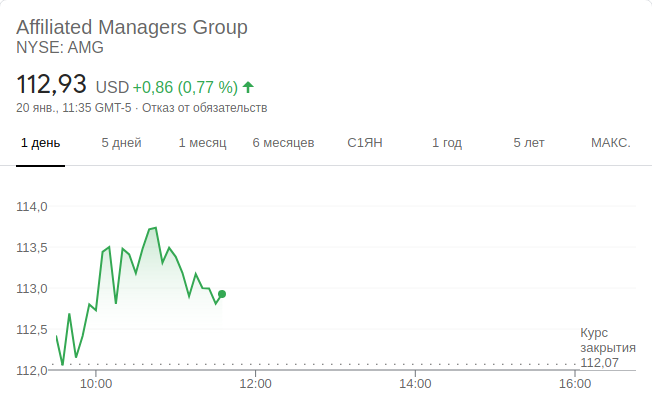 Affiliated Managers Group
NYSE: AMG
112,93 USD +0,86 (0,77 %)
20 янв., 11:35 GMT-5 · Отказ от обязательств
1 день 5 дней 1 месяц 6 месяцев С1ЯН 1 год 5 лет МАКС.
114,0
113,5
113,0
112,5
112,0
Курс
закрытия
112,07
10:00 12:00 14:00 16:00